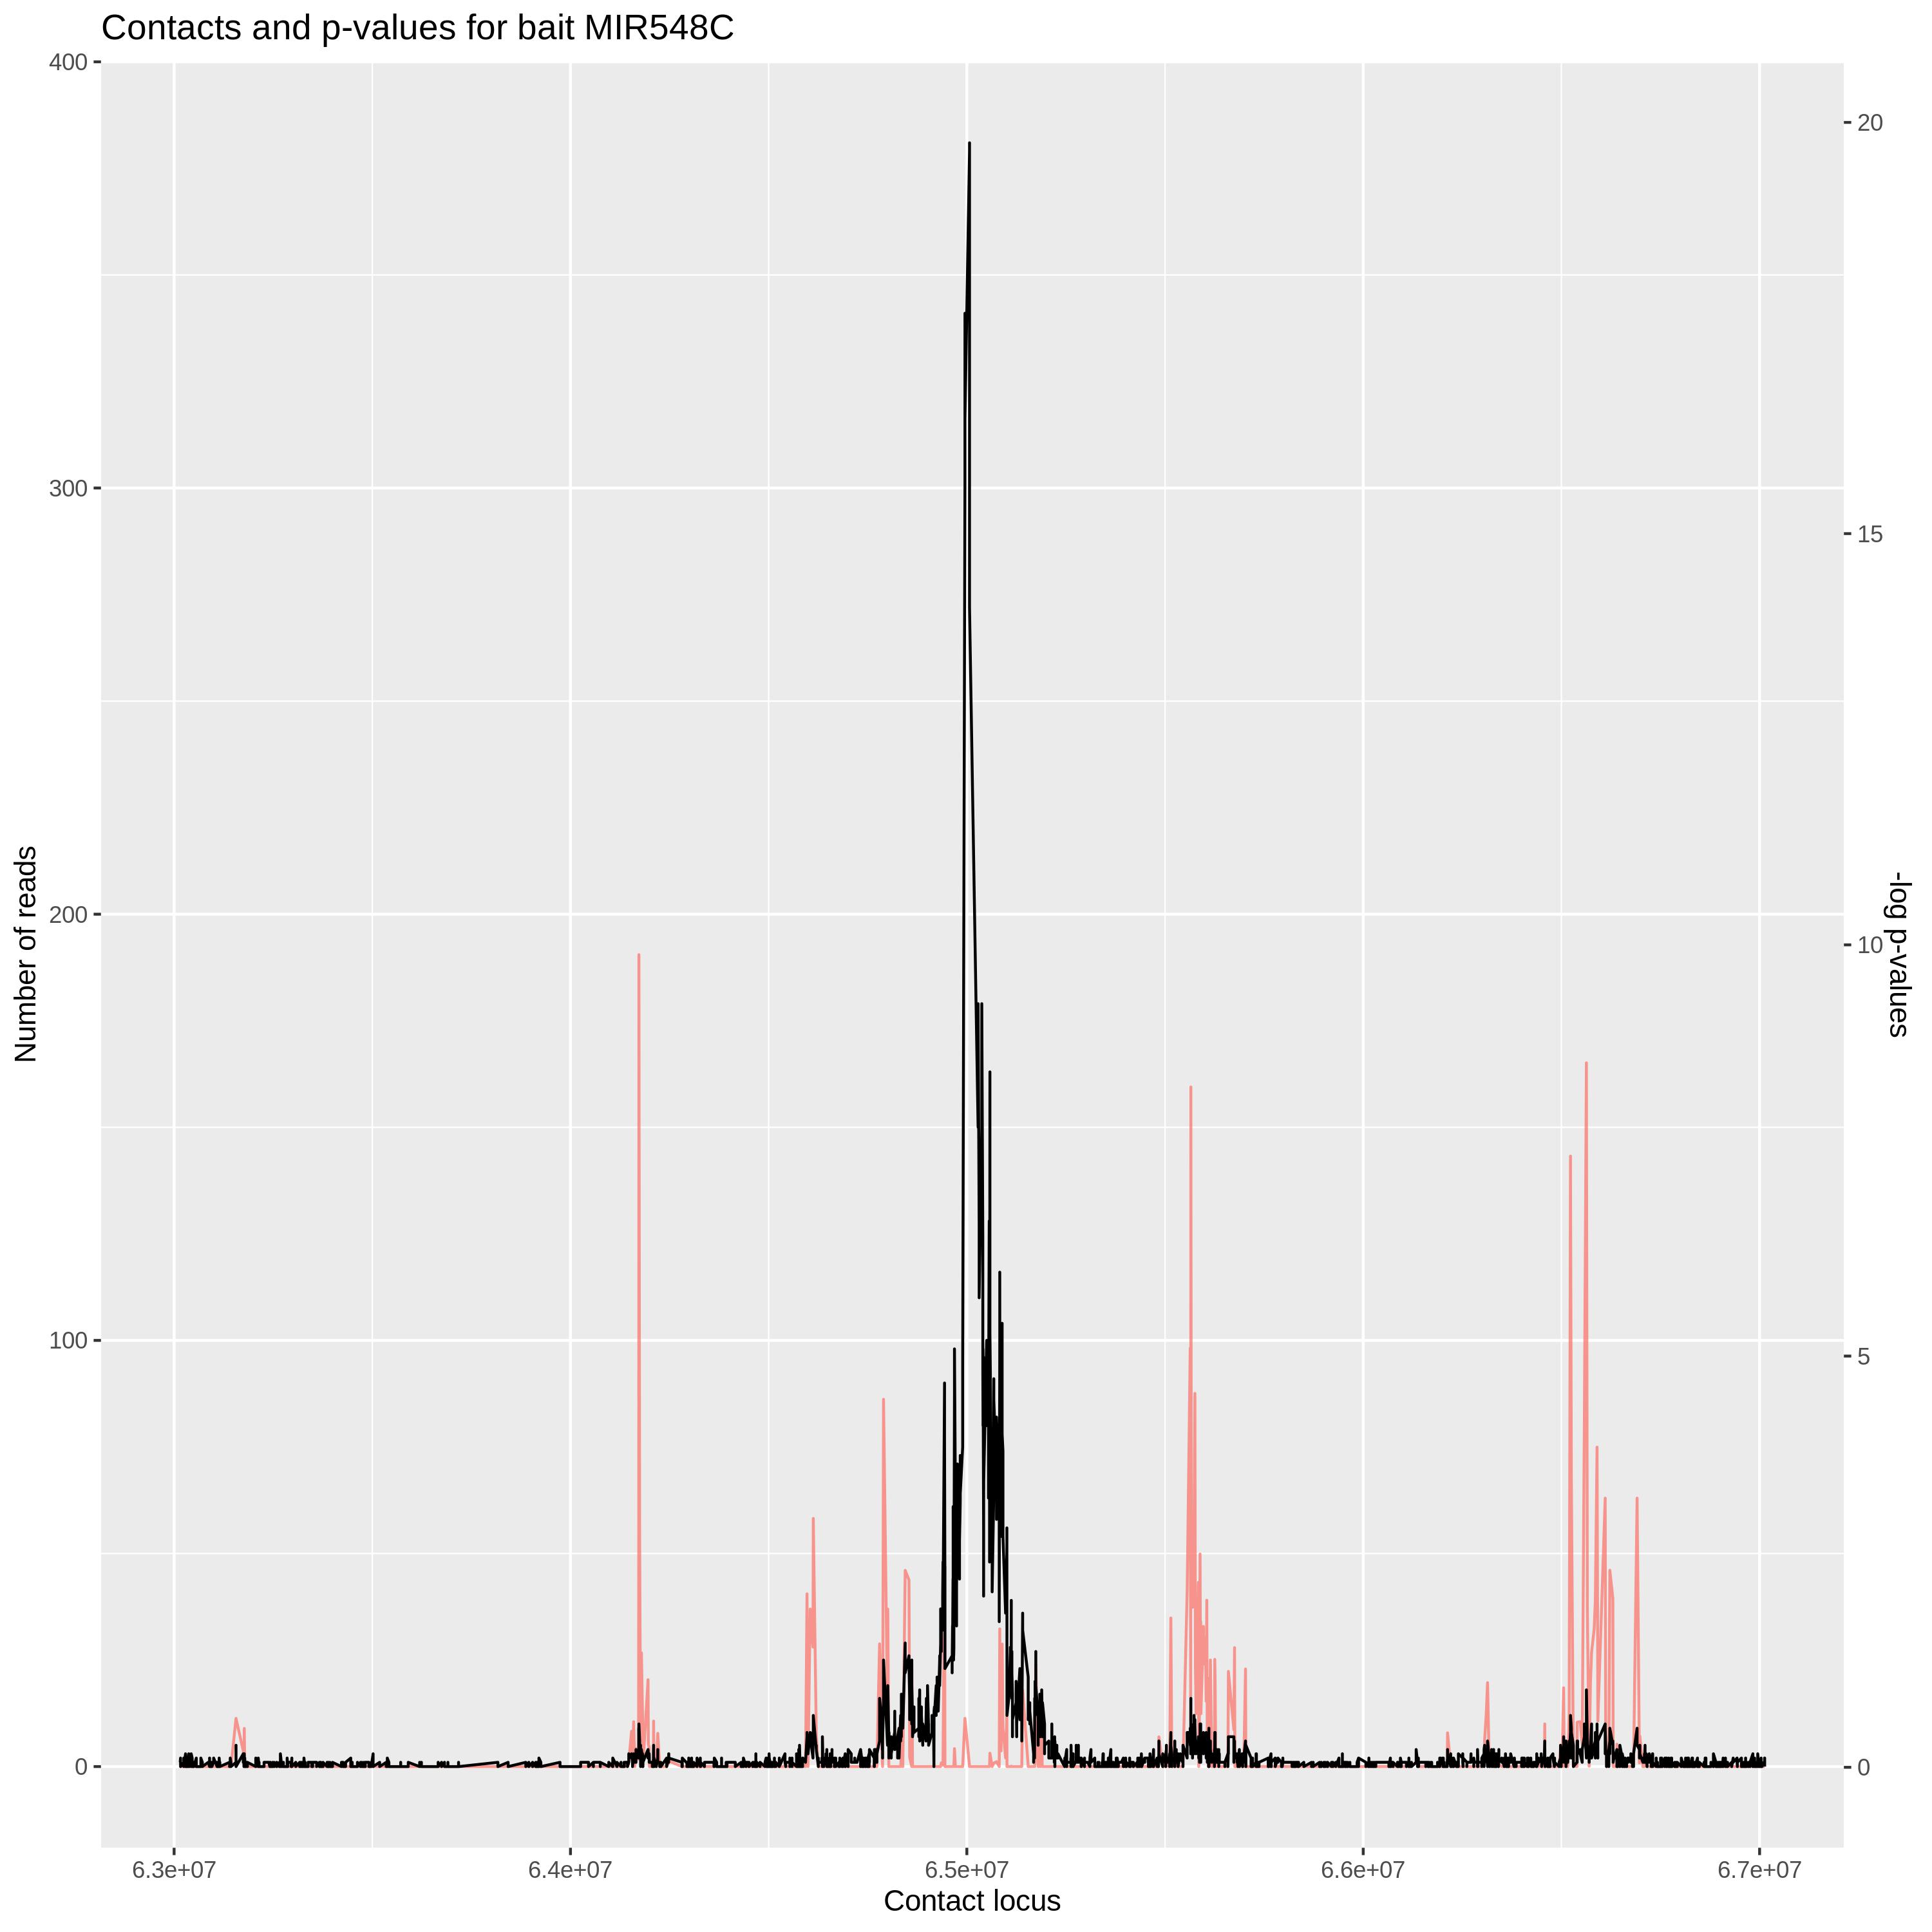 Contacts and p-values for bait MIR548C
400
300
200
100
0
Number of reads
20
15
10
5
0
-log p-values
6.3e+07
6.4e+07
6.5e+07
6.6e+07
6.7e+07
Contact locus